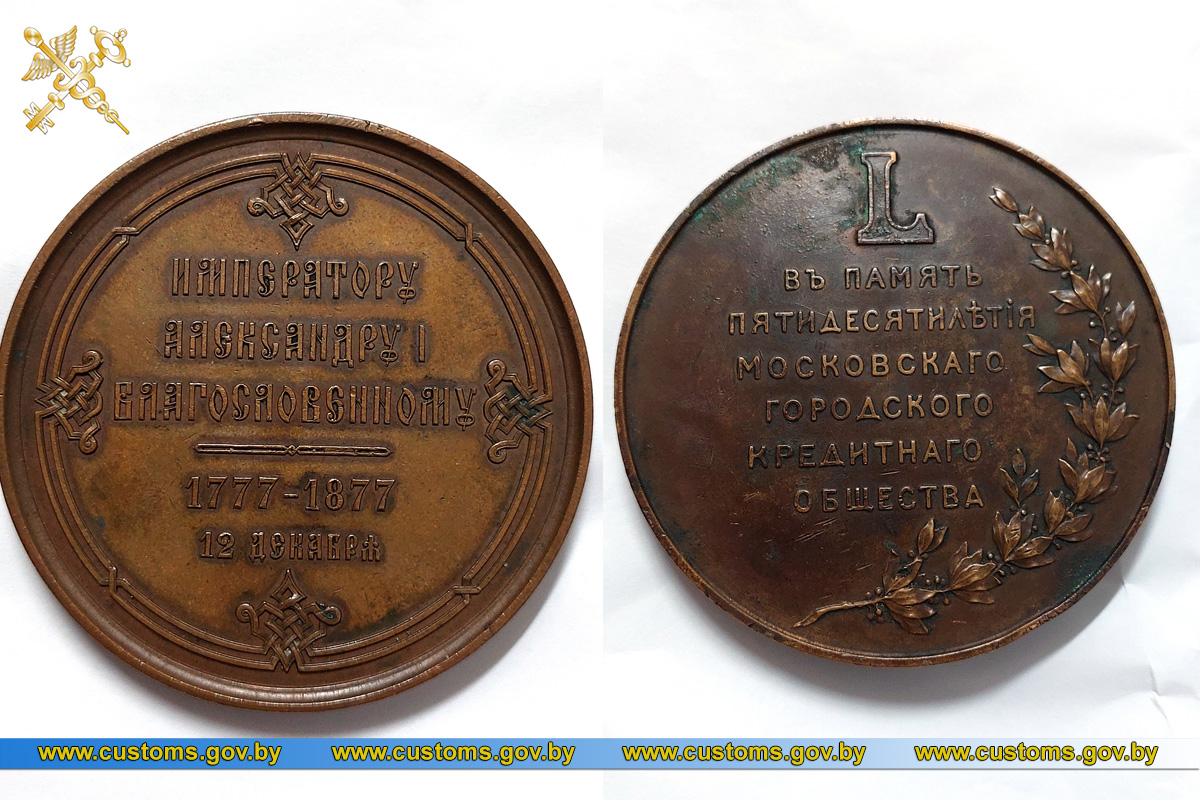 ИМПЕРАТОРУ
АЛЕКСАНДРУ I
БЛАГОСЛОВЕННОМУ
1777-1877
12 ДЕКАБРѧ
L
ВЪ ПАМЯТЬ
ПЯТИДЕСЯТИЛѢТІЯ
МОСКОВСКАГО
ГОРОДСКОГО
КРЕДИТНАГО
ОБЩЕСТВА
www.customs.gov.by www.customs.gov.by www.customs.gov.by www.customs.gov.by